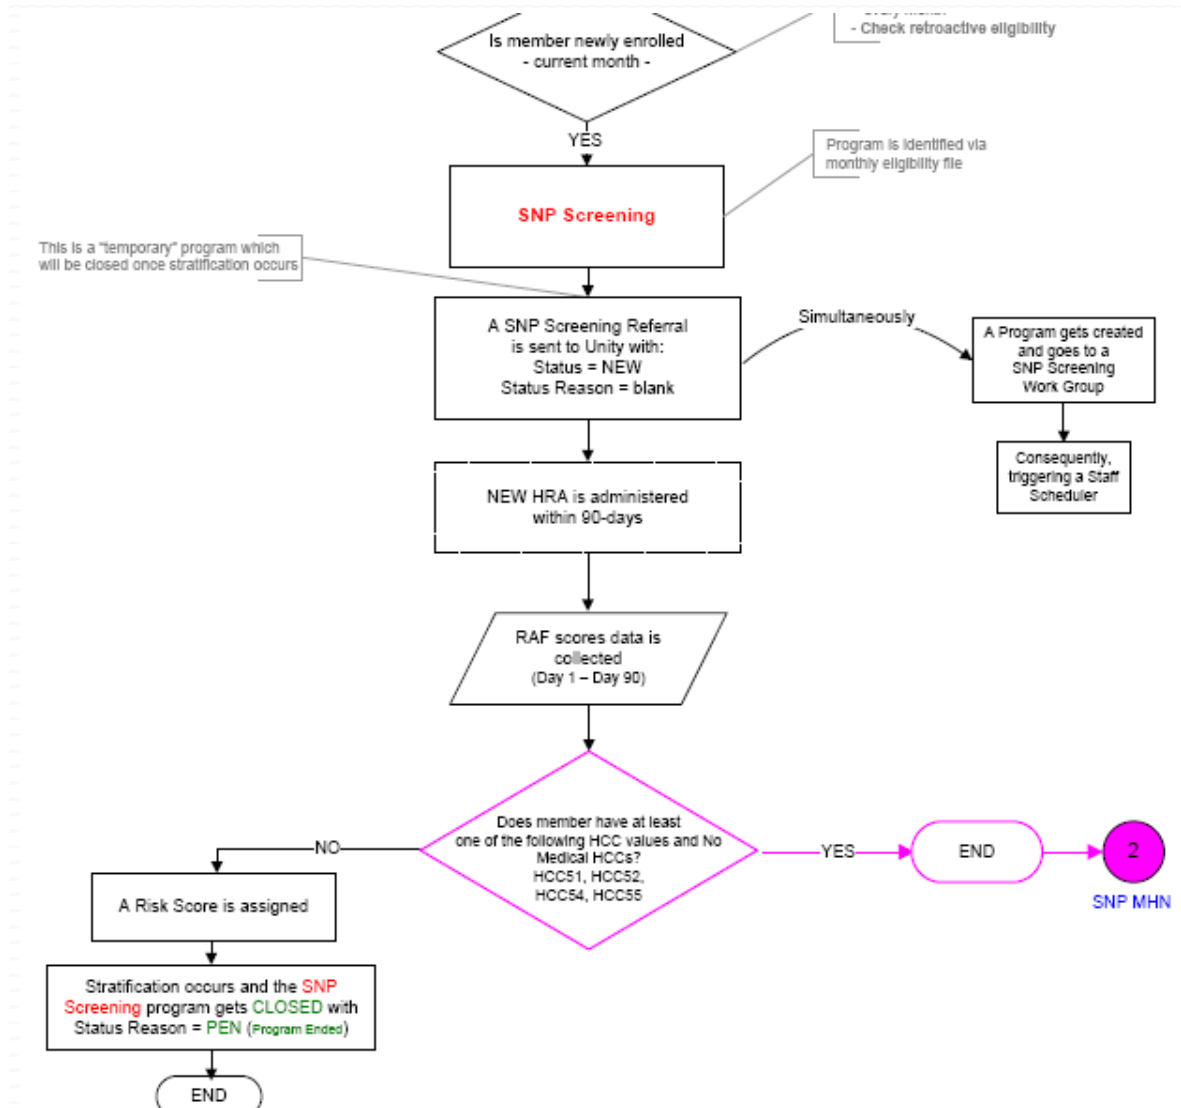 - Check retroactive eligibility
Is member newly enrolled
- current month -
YES
Program is identified via
monthly eligibility file
SNP Screening
This is a "temporary" program which
will be closed once stratification occurs
A SNP Screening Referral
is sent to Unity with:
Status = NEW
Status Reason = blank
Simultaneously
A Program gets created
and goes to a
SNP Screening
Work Group
Consequently,
triggering a Staff
Scheduler
NEW HRA is administered
within 90-days
RAF scores data is
collected
(Day 1 – Day 90)
Does member have at least
one of the following HCC values and No
Medical HCCs?
HCC51, HCC52,
HCC54, HCC55
NO
YES
END
2
SNP MHN
A Risk Score is assigned
Stratification occurs and the SNP
Screening program gets CLOSED with
Status Reason = PEN (Program Ended)
END